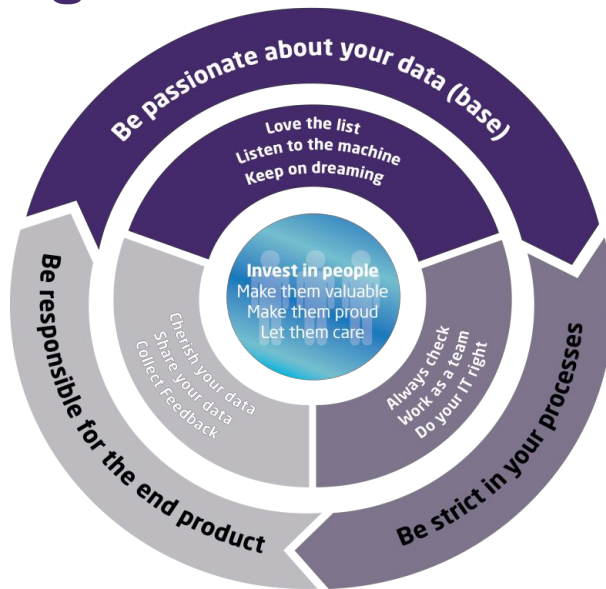 g
Be passionate about your data (base)
Love the list
Listen to the machine
Keep on dreaming
Invest in people
Make them valuable
Make them proud
Let them care
Always check
Work as a team
Do your IT right
Be strict in your processes
Cherish your data
Share your data
Collect Feedback
Be responsible for the end product